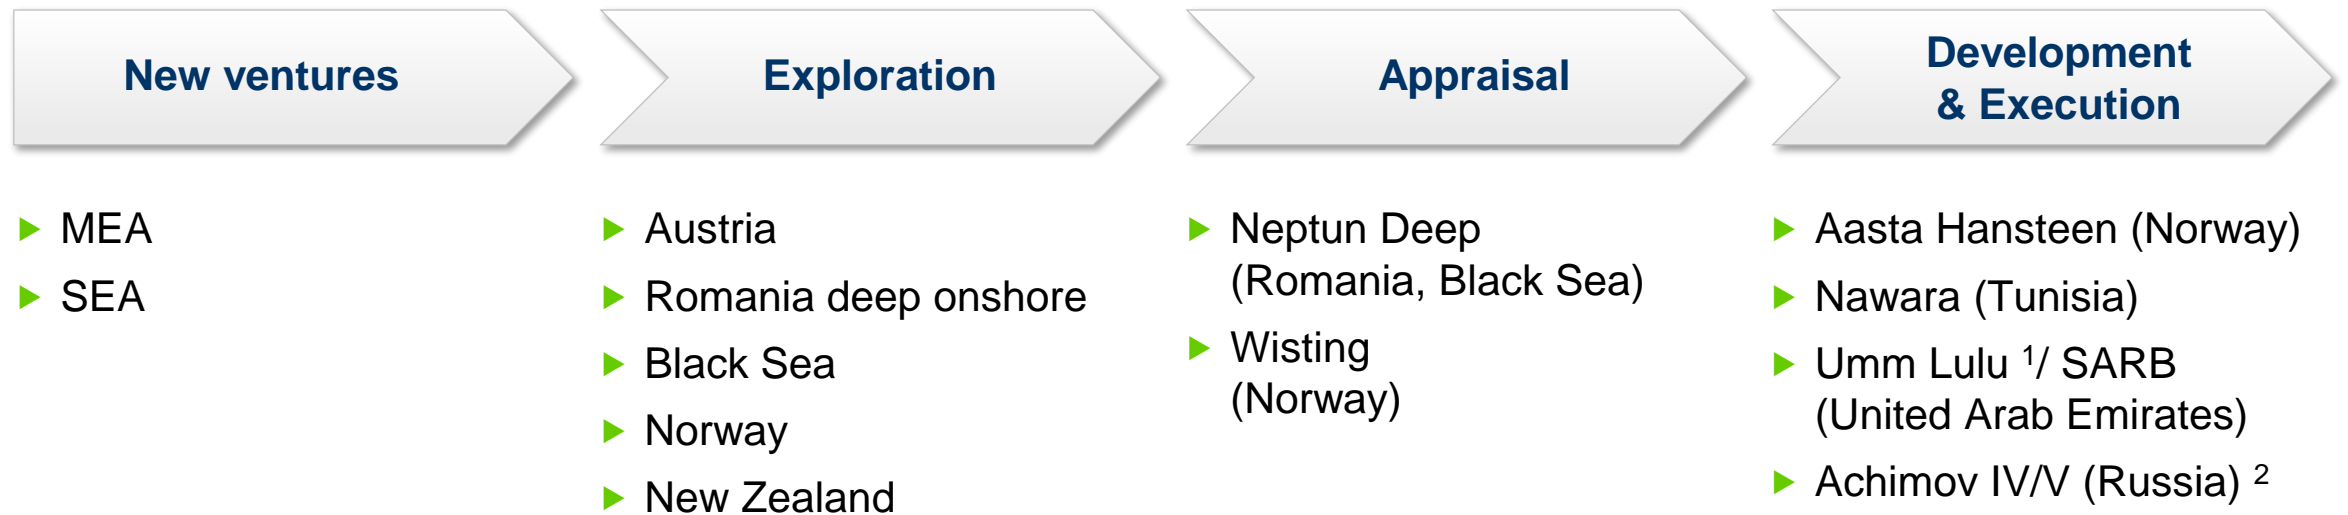 New ventures
Exploration
Appraisal
Development
& Execution
MEA
SEA
Austria
Romania deep onshore
Black Sea
Norway
New Zealand
Neptun Deep
(Romania, Black Sea)
Wisting
(Norway)
Aasta Hansteen (Norway)
Nawara (Tunisia)
Umm Lulu 1/ SARB
(United Arab Emirates)
Achimov IV/V (Russia) 2